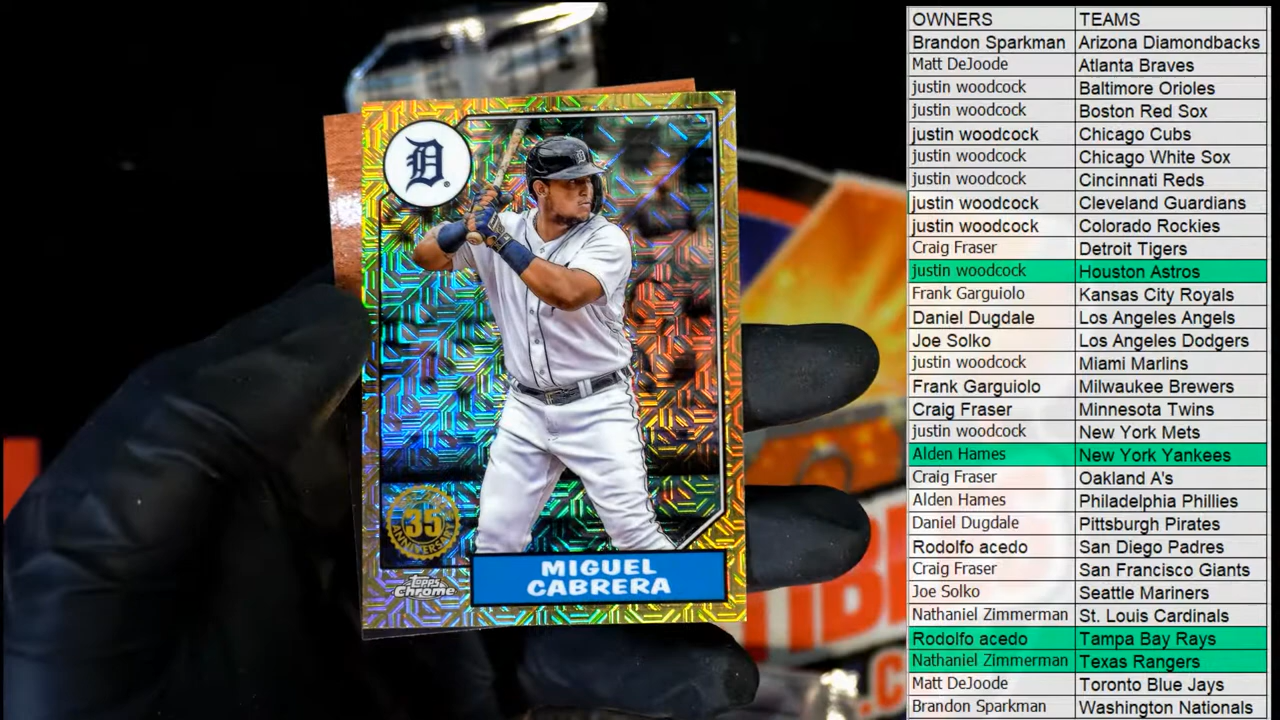 D
35
ANNIVERSARY
Topps
Chrome
MIGUEL
CABRERA
OWNERS TEAMS
Brandon Sparkman Arizona Diamondbacks
Matt DeJoode Atlanta Braves
justin woodcock Baltimore Orioles
justin woodcock Boston Red Sox
justin woodcock Chicago Cubs
justin woodcock Chicago White Sox
justin woodcock Cincinnati Reds
justin woodcock Cleveland Guardians
justin woodcock Colorado Rockies
Craig Fraser Detroit Tigers
justin woodcock Houston Astros
Frank Garguiolo Kansas City Royals
Daniel Dugdale Los Angeles Angels
Joe Solko Los Angeles Dodgers
justin woodcock Miami Marlins
Frank Garguiolo Milwaukee Brewers
Craig Fraser Minnesota Twins
justin woodcock New York Mets
Alden Hames New York Yankees
Craig Fraser Oakland A's
Alden Hames Philadelphia Phillies
Daniel Dugdale Pittsburgh Pirates
Rodolfo acedo San Diego Padres
Craig Fraser San Francisco Giants
Joe Solko Seattle Mariners
Nathaniel Zimmerman St. Louis Cardinals
Rodolfo acedo Tampa Bay Rays
Nathaniel Zimmerman Texas Rangers
Matt DeJoode Toronto Blue Jays
Brandon Sparkman Washington Nationals